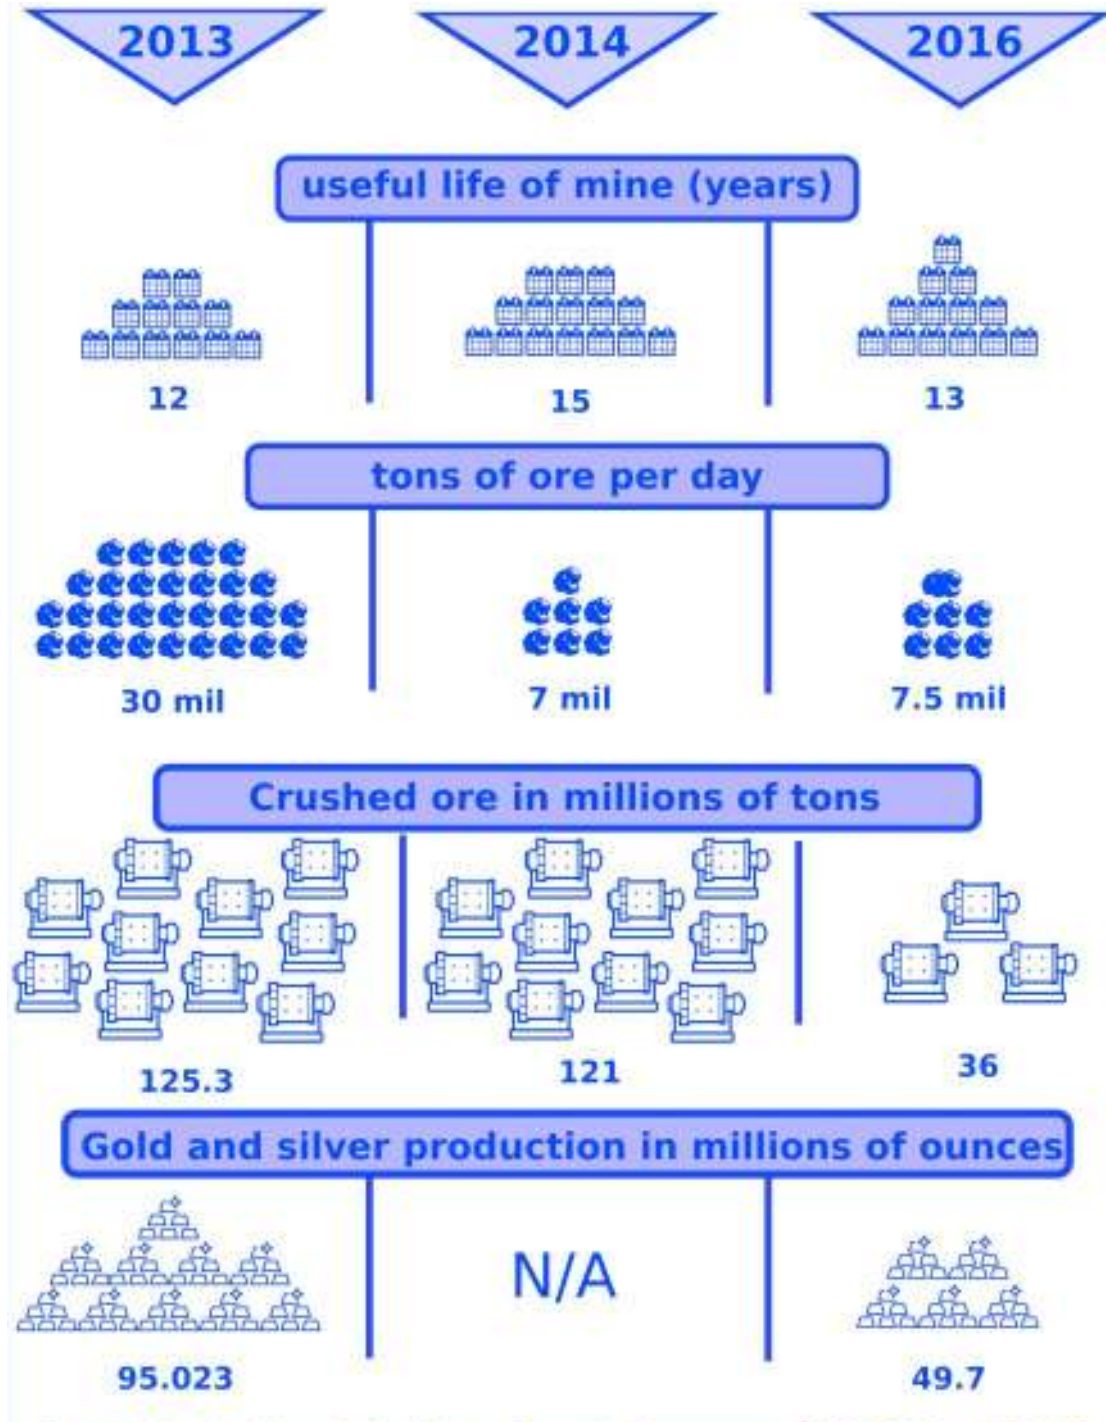 2013 2014 2016
useful life of mine (years)
12 15 13
tons of ore per day
30 mil 7 mil 7.5 mil
Crushed ore in millions of tons
125.3 121 36
Gold and silver production in millions of ounces
N/A
95.023 49.7